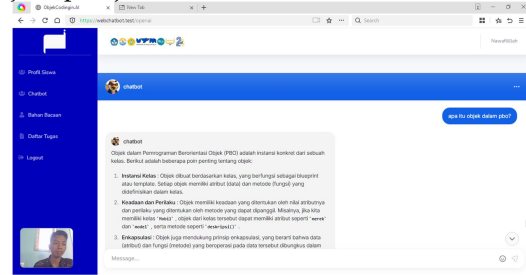 ObjekCodingruId
New Tab
https://webchatbot.test/openai
Search
Nawafillijah
Profil Siswa
Chatbot
Bahan Bacaan
Daftar Tugas
Logout
chatbot
apa itu objek dalam pbo?
chatbot
Objek dalam Pemrograman Berorientasi Objek (PBO) adalah instansi konkret dari sebuah
kelas. Berikut adalah beberapa poin penting tentang objek:
1. Instansi Kelas : Objek dibuat berdasarkan kelas, yang berfungsi sebagai blueprint
atau template. Setiap objek memiliki atribut (data) dan metode (fungsi) yang
didefinisikan dalam kelas.
2. Keadaan dan Perilaku : Objek memiliki keadaan yang ditentukan oleh nilai atributnya
dan perilaku yang ditentukan oleh metode yang dapat dipanggil. Misalnya, jika kita
memiliki kelas `Mobil`, objek dari kelas tersebut dapat memiliki atribut seperti `merek`
dan `model`, serta metode seperti `deskripsi()`.
3. Enkapsulasi : Objek juga mendukung prinsip enkapsulasi, yang berarti bahwa data
(atribut) dan fungsi (metode) yang beroperasi pada data tersebut dibungkus dalam
Message...